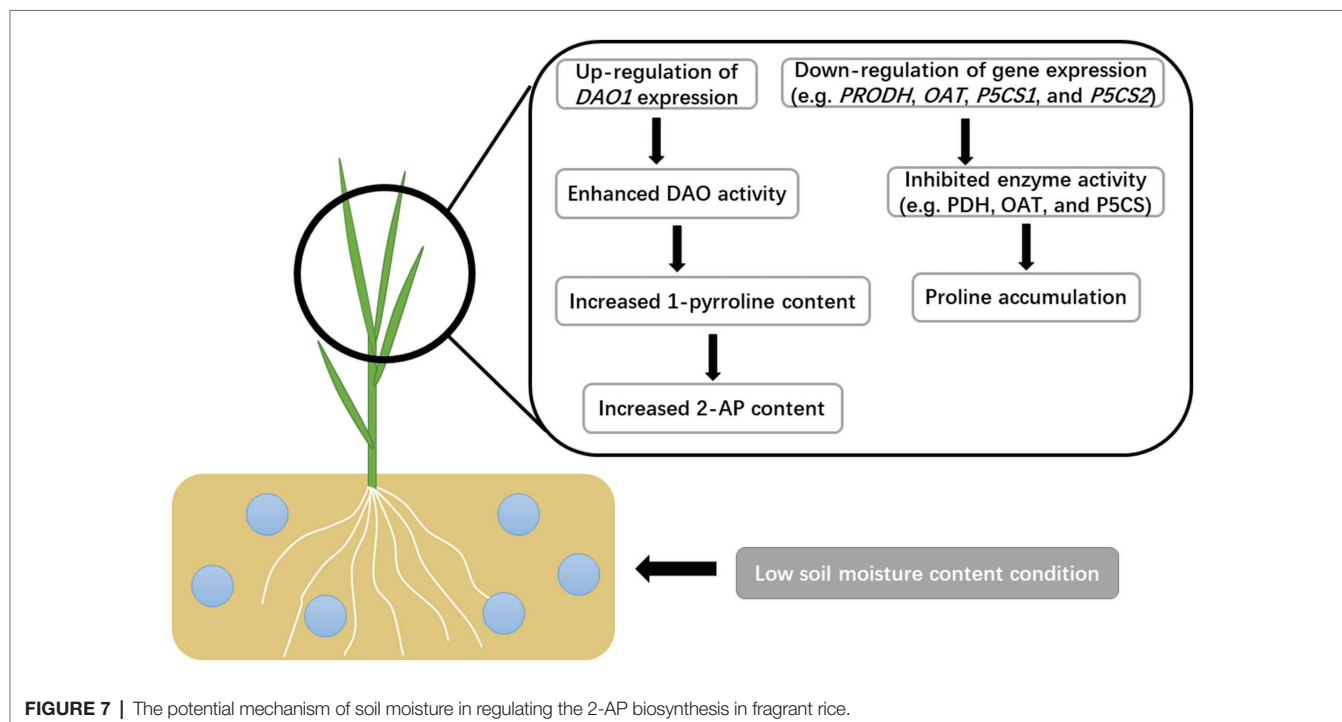 Up-regulation of
DAO1 expression
Down-regulation of gene expression
(e.g. PRODH, OAT, P5CS1, and P5CS2)
Enhanced DAO activity
Inhibited enzyme activity
(e.g. PDH, OAT, and P5CS)
Increased 1-pyrroline content
Proline accumulation
Increased 2-AP content
Low soil moisture content condition
FIGURE 7 | The potential mechanism of soil moisture in regulating the 2-AP biosynthesis in fragrant rice.